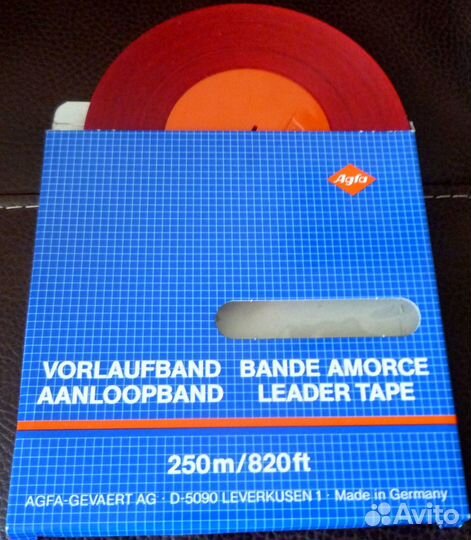 Agfa
VORLAUFBAND BANDE AMORCE
AANLOOPBAND LEADER TAPE
250m/820ft
AGFA-GEVAERT AG · D-5090 LEVERKUSEN 1 · Made in Germany
Avito